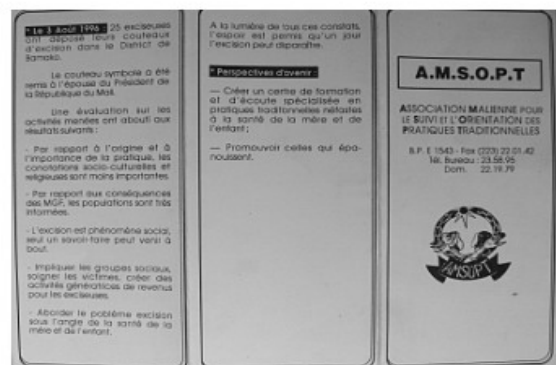 * Le 3 Août 1996 : 25 exciseuses
ont déposé leurs couteaux
d'excision dans le District de
Bamako.
Le couteau symbole a été
remis à l'épouse du Président de
la République du Mali.
Une évaluation sur les
activités menées ont abouti aux
résultats suivants :
- Par rapport à l'origine et à
l'importance de la pratique, les
conotations socio-culturelles et
religieuses sont moins importantes.
- Par rapport aux conséquences
des MGF, les populations sont très
informées.
- L'excision est phénomène social,
seul un savoir-faire peut venir à
bout.
- Impliquer les groupes sociaux,
soigner les victimes, créer des
activités génératices de revenus
pour les exciseuses.
- Aborder le poblème excision
sous l'angle de la santé de la
mère et de l'enfant.
A la lumière de tous ces constats,
l'espoir est permis qu'un jour
l'excision peut disparaître.
* Perspectives d'avenir :
— Créer un centre de formation
et d'écoute spécialisée en
pratiques traditionnelles néfastes
à la santé de la mère et de
l'enfant ;
— Promouvoir celles qui épa-
nouissent.
A.M.S.O.P.T
ASSOCIATION MALIENNE POUR
LE SUIVI ET L'ORIENTATION DES
PRATIQUES TRADITIONNELLES
B.P. E 1543 - Fax (223) 22.01.42
Tél. Bureau : 23.58.95
Dom. 22.19.79
AMSOPT